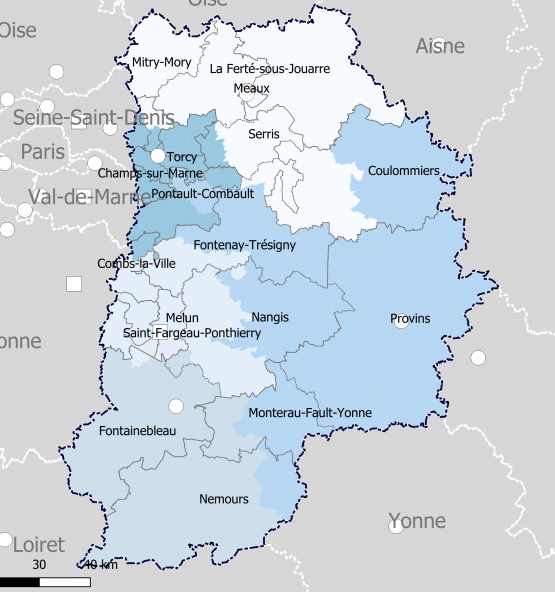 Oise
Oise
Aisne
Mitry-Mory
La Ferté-sous-Jouarre
Meaux
Seine-Saint-Denis
Serris
Paris
Torcy
Champs-sur-Marne
Coulommiers
Val-de-Marne
Pontault-Combault
Fontenay-Trésigny
Combs-la-Ville
Melun
Nangis
Provins
Saint-Fargeau-Ponthierry
onne
Monterau-Fault-Yonne
Fontainebleau
Nemours
Yonne
Loiret
30 40 km